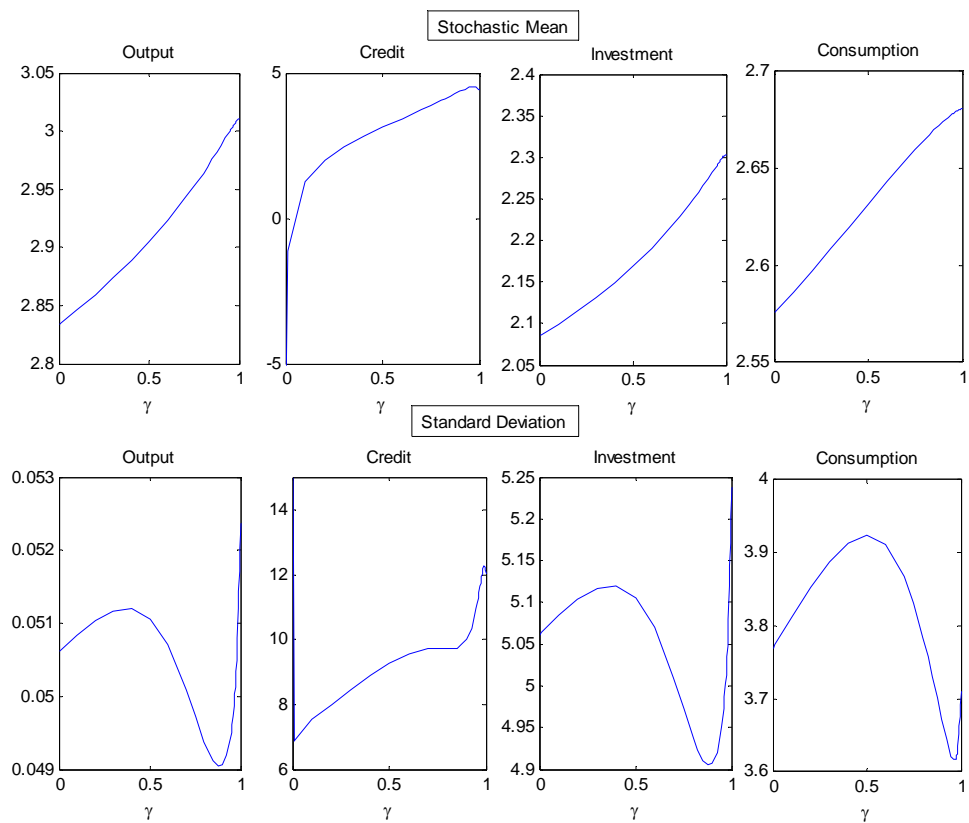 Stochastic Mean
Output
Credit
Investment
Consumption
3.05
3
2.95
2.9
2.85
2.8
0 0.5 1
γ
5
0
-5
0 0.5 1
γ
2.4
2.35
2.3
2.25
2.2
2.15
2.1
2.05
0 0.5 1
γ
2.7
2.65
2.6
2.55
0 0.5 1
γ
Standard Deviation
Output
Credit
Investment
Consumption
0.053
0.052
0.051
0.05
0.049
0 0.5 1
γ
15
14
12
10
8
6
0 0.5 1
γ
5.25
5.2
5.15
5.1
5.05
5
4.95
4.9
0 0.5 1
γ
4
3.9
3.8
3.7
3.6
0 0.5 1
γ